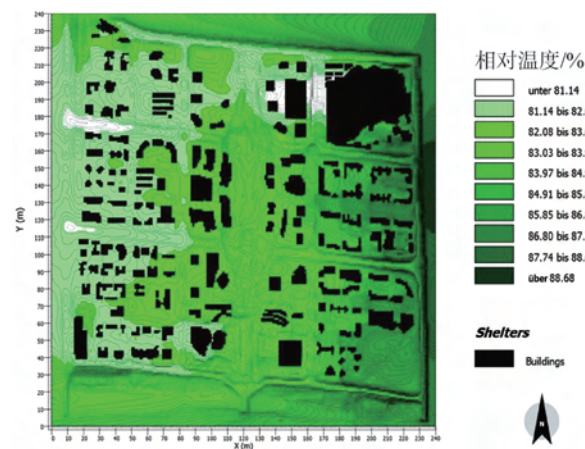 相对温度/%
unter 81.14
81.14 bis 82.
82.08 bis 83.
83.03 bis 83.
83.97 bis 84.
84.91 bis 85.
85.85 bis 86.
86.80 bis 87.
87.74 bis 88.
über 88.68
Shelters
Buildings
N
Y (m)
240
230
220
210
200
190
180
170
160
150
140
130
120
110
100
90
80
70
60
50
40
30
20
10
0
0 10 20 30 40 50 60 70 80 90 100 110 120 130 140 150 160 170 180 190 200 210 220 230 240
X (m)